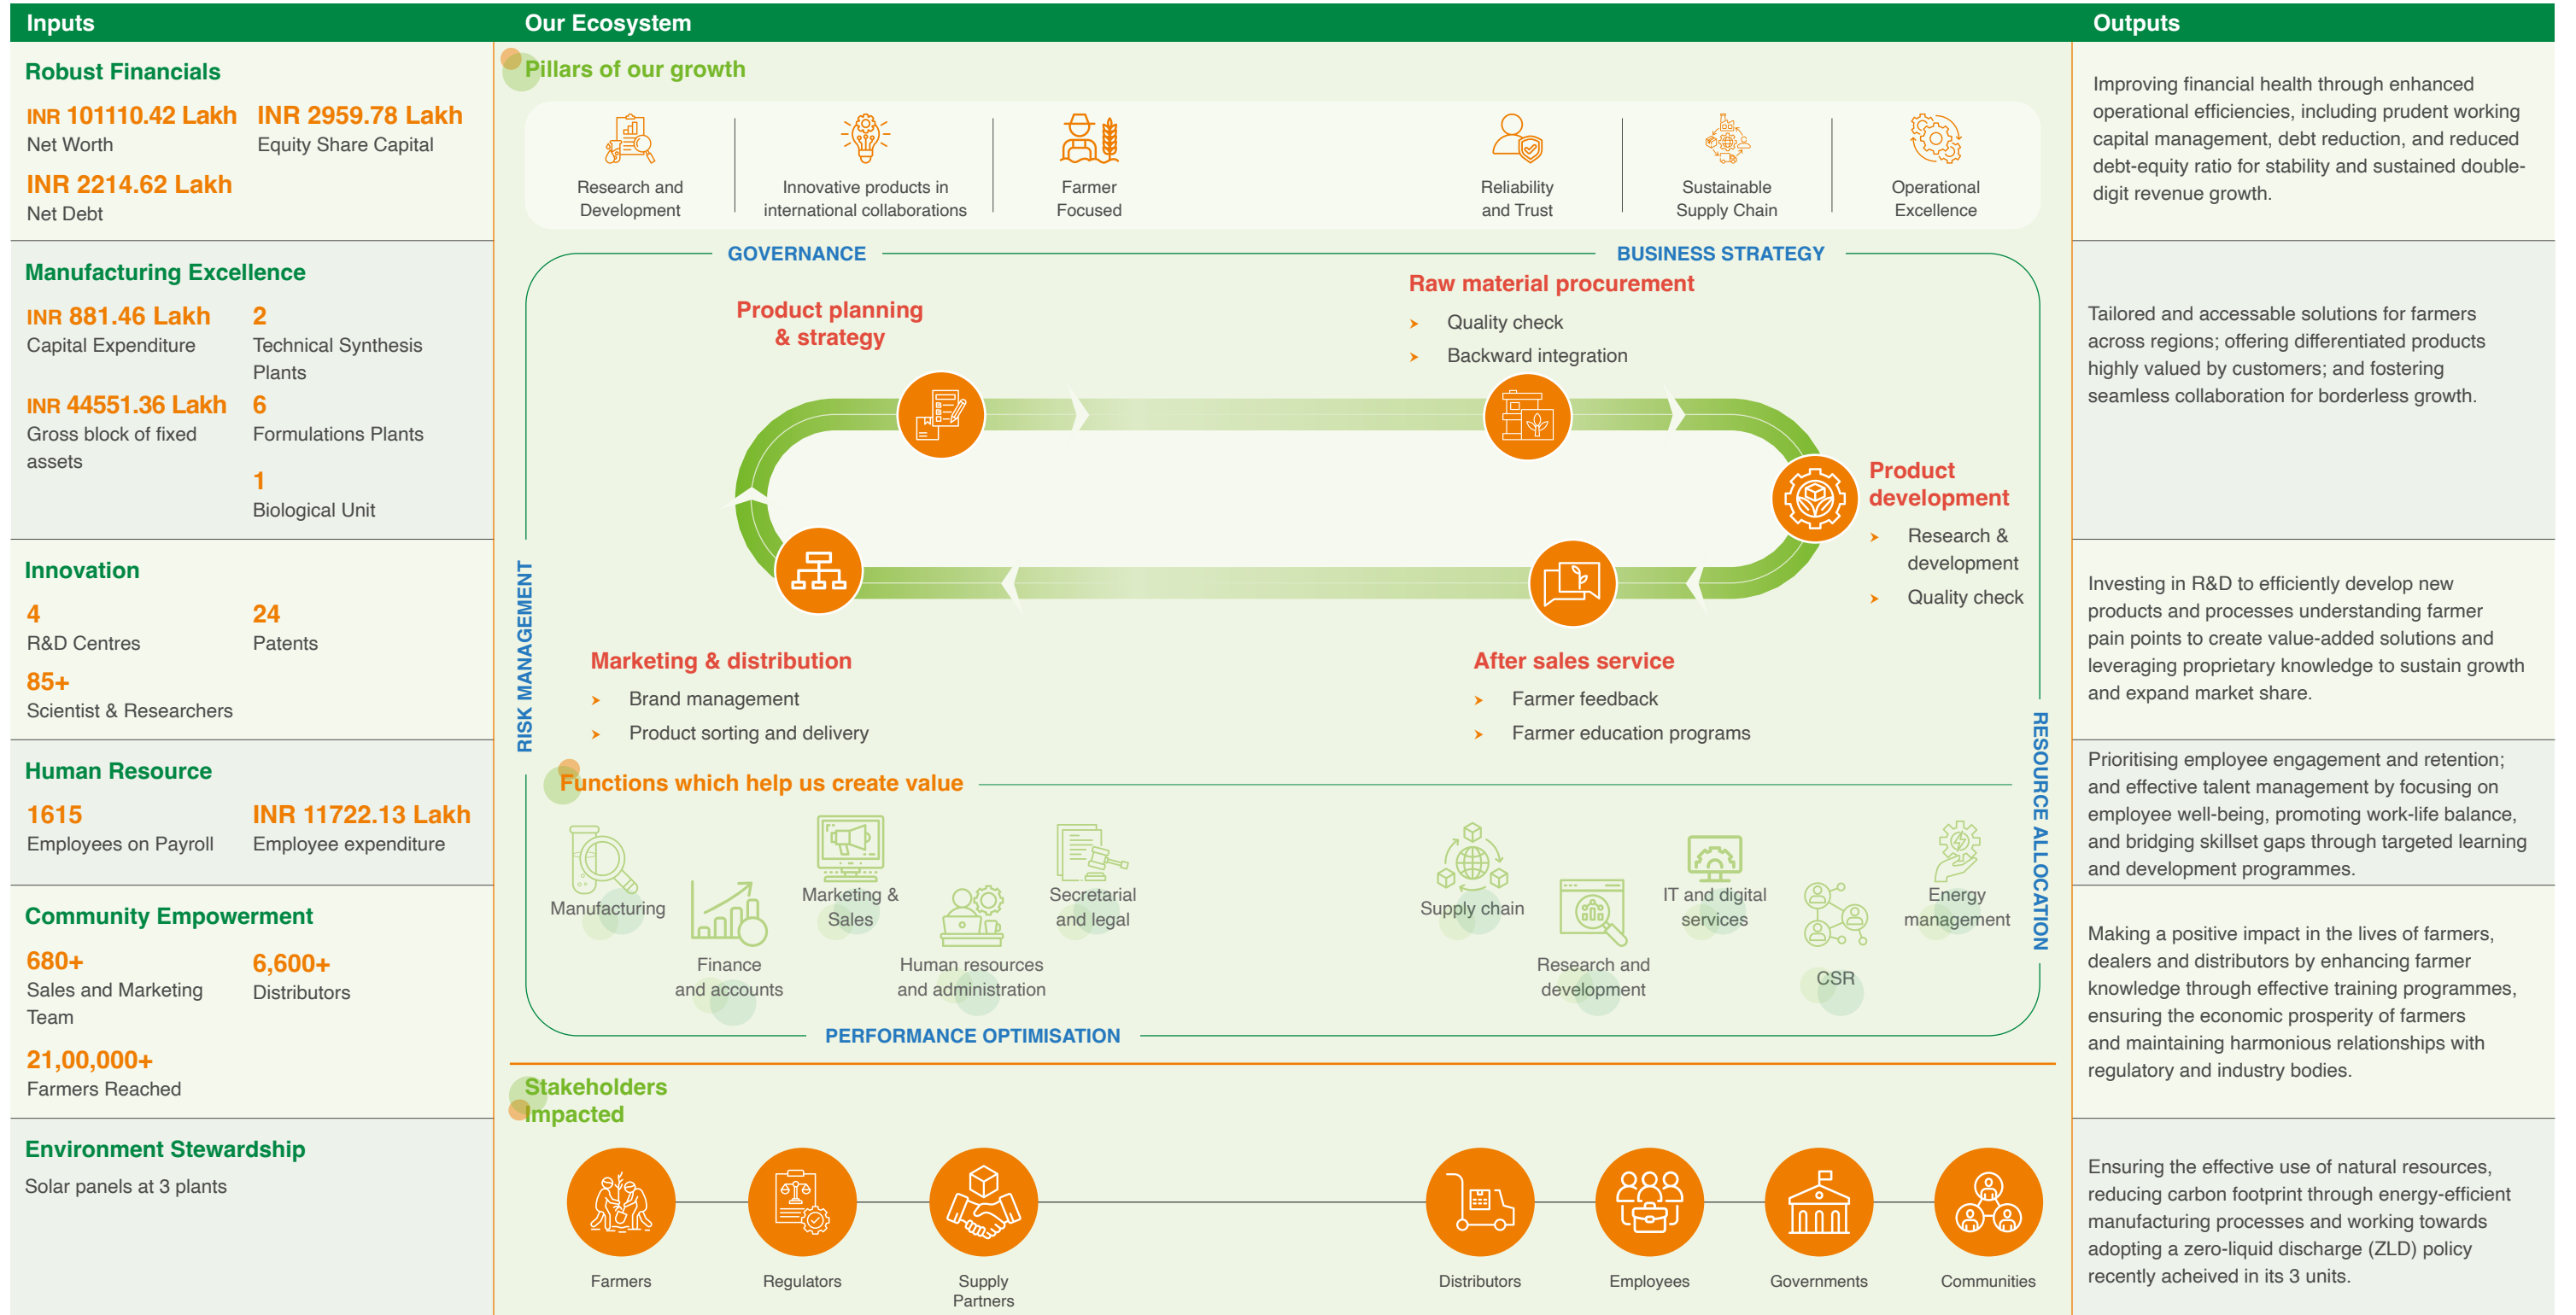 Inputs
Robust Financials
INR 101110.42 Lakh
Net Worth
INR 2959.78 Lakh
Equity Share Capital
INR 2214.62 Lakh
Net Debt
Manufacturing Excellence
INR 881.46 Lakh
Capital Expenditure
2
Technical Synthesis
Plants
INR 44551.36 Lakh
Gross block of fixed
assets
6
Formulations Plants
1
Biological Unit
Innovation
4
R&D Centres
24
Patents
85+
Scientist & Researchers
Human Resource
1615
Employees on Payroll
INR 11722.13 Lakh
Employee expenditure
Community Empowerment
680+
Sales and Marketing
Team
6,600+
Distributors
21,00,000+
Farmers Reached
Environment Stewardship
Solar panels at 3 plants
Our Ecosystem
Pillars of our growth
Research and
Development
Innovative products in
international collaborations
Farmer
Focused
Reliability
and Trust
Sustainable
Supply Chain
Operational
Excellence
GOVERNANCE
BUSINESS STRATEGY
RISK MANAGEMENT
RESOURCE ALLOCATION
Product planning
& strategy
Raw material procurement
Quality check
Backward integration
Product
development
Research &
development
Quality check
Marketing & distribution
Brand management
Product sorting and delivery
After sales service
Farmer feedback
Farmer education programs
Functions which help us create value
Manufacturing
Finance
and accounts
Marketing &
Sales
Human resources
and administration
Secretarial
and legal
Supply chain
Research and
development
IT and digital
services
CSR
Energy
management
PERFORMANCE OPTIMISATION
Stakeholders
Impacted
Farmers
Regulators
Supply
Partners
Distributors
Employees
Governments
Communities
Outputs
Improving financial health through enhanced
operational efficiencies, including prudent working
capital management, debt reduction, and reduced
debt-equity ratio for stability and sustained double-
digit revenue growth.
Tailored and accessable solutions for farmers
across regions; offering differentiated products
highly valued by customers; and fostering
seamless collaboration for borderless growth.
Investing in R&D to efficiently develop new
products and processes understanding farmer
pain points to create value-added solutions and
leveraging proprietary knowledge to sustain growth
and expand market share.
Prioritising employee engagement and retention;
and effective talent management by focusing on
employee well-being, promoting work-life balance,
and bridging skillset gaps through targeted learning
and development programmes.
Making a positive impact in the lives of farmers,
dealers and distributors by enhancing farmer
knowledge through effective training programmes,
ensuring the economic prosperity of farmers
and maintaining harmonious relationships with
regulatory and industry bodies.
Ensuring the effective use of natural resources,
reducing carbon footprint through energy-efficient
manufacturing processes and working towards
adopting a zero-liquid discharge (ZLD) policy
recently acheived in its 3 units.